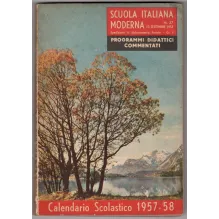 SCUOLA ITALIANA
MODERNA
PROGRAMMI DIDATTICI
COMMENTATI
Calendario Scolastico 1957-58